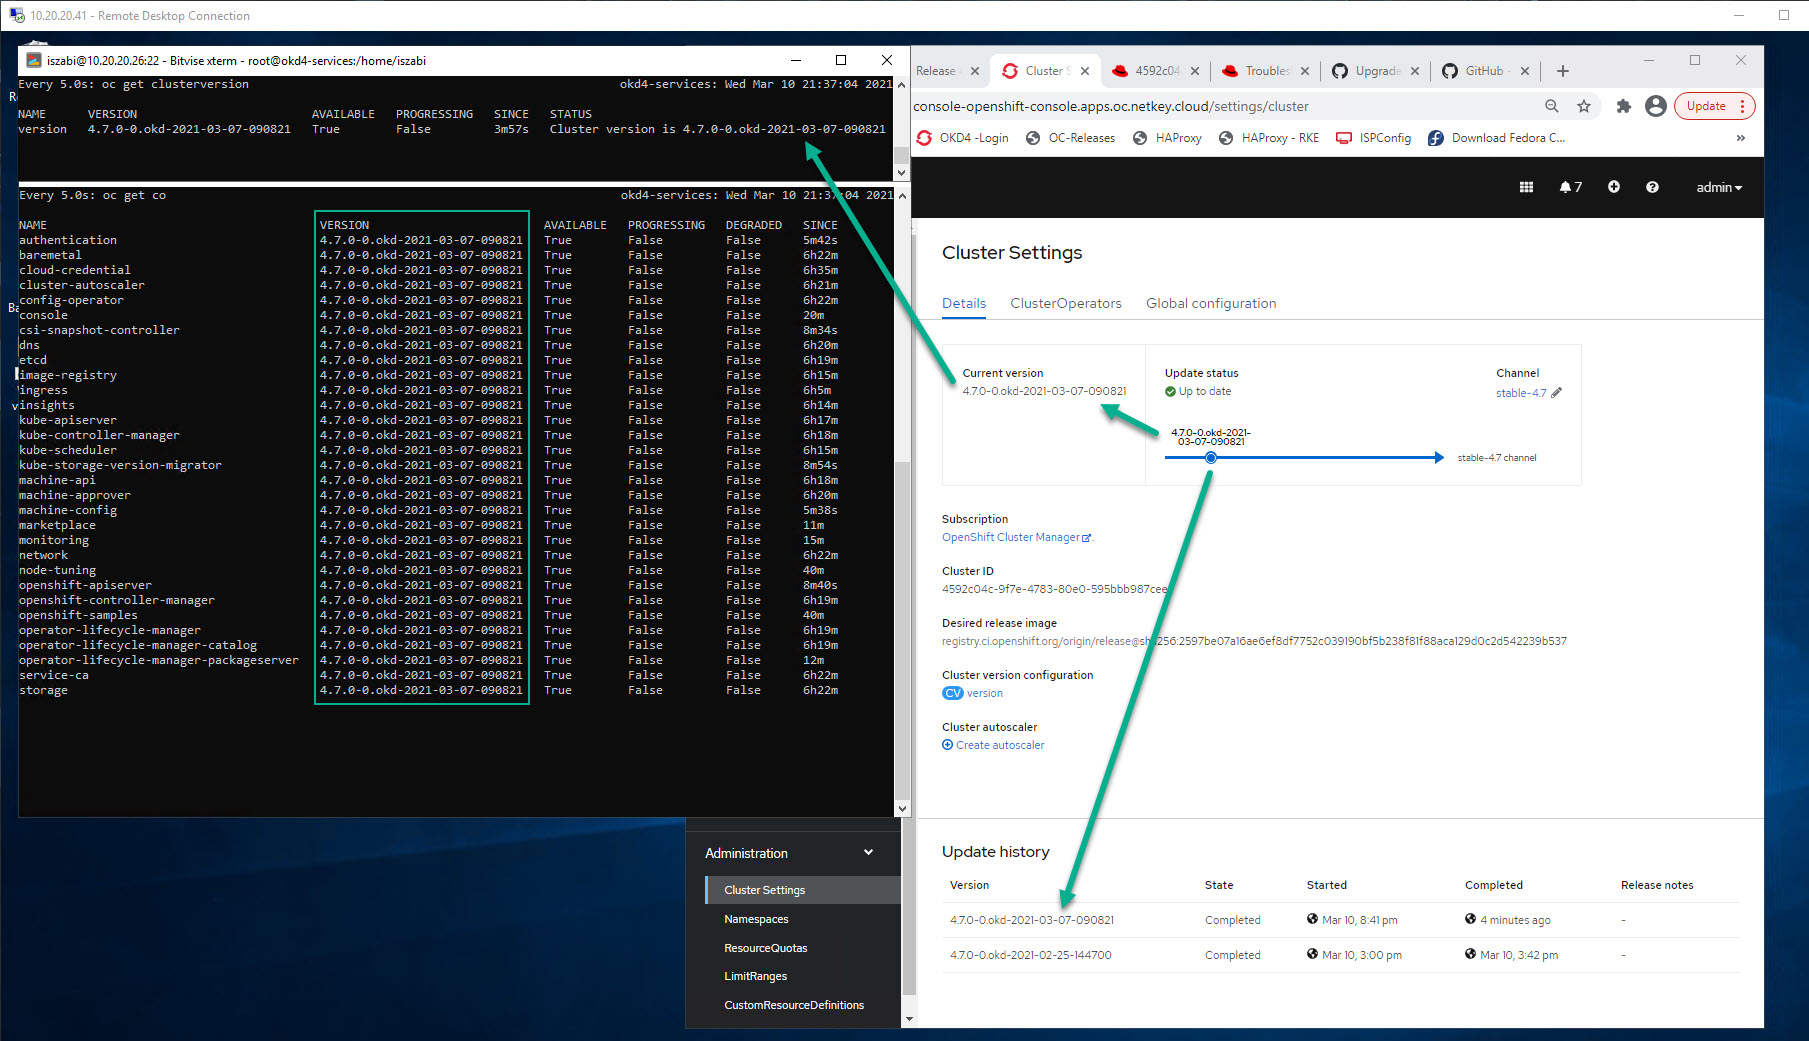 10.20.20.41 - Remote Desktop Connection
iszabi@10.20.20.26:22 - Bitvise xterm - root@okd4-services:/home/iszabi
Every 5.0s: oc get clusterversion okd4-services: Wed Mar 10 21:37:04 2021
NAME VERSION AVAILABLE PROGRESSING SINCE STATUS
version 4.7.0-0.okd-2021-03-07-090821 True False 3m57s Cluster version is 4.7.0-0.okd-2021-03-07-090821
Every 5.0s: oc get co okd4-services: Wed Mar 10 21:37:04 2021
NAME VERSION AVAILABLE PROGRESSING DEGRADED SINCE
authentication 4.7.0-0.okd-2021-03-07-090821 True False False 5m42s
baremetal 4.7.0-0.okd-2021-03-07-090821 True False False 6h22m
cloud-credential 4.7.0-0.okd-2021-03-07-090821 True False False 6h35m
cluster-autoscaler 4.7.0-0.okd-2021-03-07-090821 True False False 6h21m
config-operator 4.7.0-0.okd-2021-03-07-090821 True False False 6h22m
console 4.7.0-0.okd-2021-03-07-090821 True False False 20m
csi-snapshot-controller 4.7.0-0.okd-2021-03-07-090821 True False False 8m34s
dns 4.7.0-0.okd-2021-03-07-090821 True False False 6h20m
etcd 4.7.0-0.okd-2021-03-07-090821 True False False 6h19m
image-registry 4.7.0-0.okd-2021-03-07-090821 True False False 6h15m
ingress 4.7.0-0.okd-2021-03-07-090821 True False False 6h5m
insights 4.7.0-0.okd-2021-03-07-090821 True False False 6h14m
kube-apiserver 4.7.0-0.okd-2021-03-07-090821 True False False 6h17m
kube-controller-manager 4.7.0-0.okd-2021-03-07-090821 True False False 6h18m
kube-scheduler 4.7.0-0.okd-2021-03-07-090821 True False False 6h15m
kube-storage-version-migrator 4.7.0-0.okd-2021-03-07-090821 True False False 8m54s
machine-api 4.7.0-0.okd-2021-03-07-090821 True False False 6h18m
machine-approver 4.7.0-0.okd-2021-03-07-090821 True False False 6h20m
machine-config 4.7.0-0.okd-2021-03-07-090821 True False False 5m38s
marketplace 4.7.0-0.okd-2021-03-07-090821 True False False 11m
monitoring 4.7.0-0.okd-2021-03-07-090821 True False False 15m
network 4.7.0-0.okd-2021-03-07-090821 True False False 6h22m
node-tuning 4.7.0-0.okd-2021-03-07-090821 True False False 40m
openshift-apiserver 4.7.0-0.okd-2021-03-07-090821 True False False 8m40s
openshift-controller-manager 4.7.0-0.okd-2021-03-07-090821 True False False 6h19m
openshift-samples 4.7.0-0.okd-2021-03-07-090821 True False False 40m
operator-lifecycle-manager 4.7.0-0.okd-2021-03-07-090821 True False False 6h19m
operator-lifecycle-manager-catalog 4.7.0-0.okd-2021-03-07-090821 True False False 6h19m
operator-lifecycle-manager-packageserver 4.7.0-0.okd-2021-03-07-090821 True False False 12m
service-ca 4.7.0-0.okd-2021-03-07-090821 True False False 6h22m
storage 4.7.0-0.okd-2021-03-07-090821 True False False 6h22m
Release Cluster S 4592c04 Troubles Upgrade GitHub -
console-openshift-console.apps.oc.netkey.cloud/settings/cluster Update
OKD4 -Login OC-Releases HAProxy HAProxy - RKE ISPConfig Download Fedora C... »
7 admin
Cluster Settings
Details ClusterOperators Global configuration
Current version Update status Channel
4.7.0-0.okd-2021-03-07-090821 Up to date stable-4.7
4.7.0-0.okd-2021-
03-07-090821
stable-4.7 channel
Subscription
OpenShift Cluster Manager.
Cluster ID
4592c04c-9f7e-4783-80e0-595bbb987cee
Desired release image
registry.ci.openshift.org/origin/release@sha256:2597be07a16ae6ef8df7752c039190bf5b238f81f88aca129d0c2d542239b537
Cluster version configuration
CV version
Cluster autoscaler
Create autoscaler
Administration
Cluster Settings
Namespaces
ResourceQuotas
LimitRanges
CustomResourceDefinitions
Update history
Version State Started Completed Release notes
4.7.0-0.okd-2021-03-07-090821 Completed Mar 10, 8:41 pm 4 minutes ago -
4.7.0-0.okd-2021-02-25-144700 Completed Mar 10, 3:00 pm Mar 10, 3:42 pm -